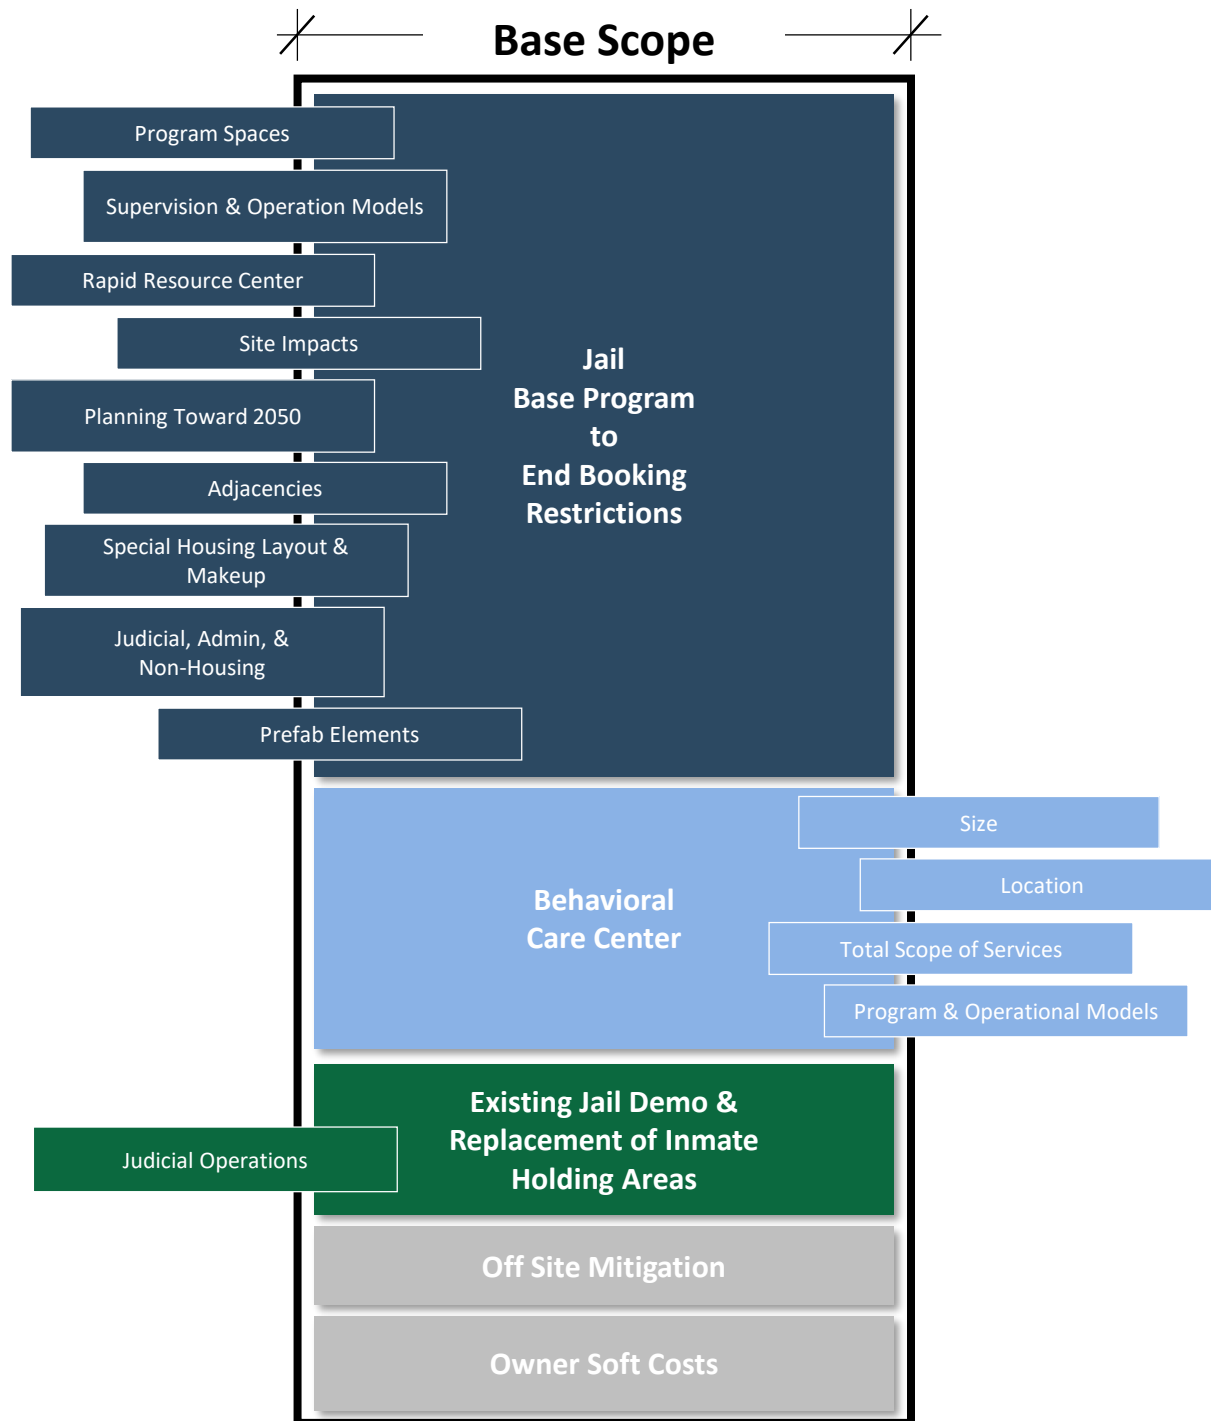 Base Scope
Program Spaces
Supervision & Operation Models
Rapid Resource Center
Site Impacts
Planning Toward 2050
Adjacencies
Special Housing Layout &
Makeup
Judicial, Admin, &
Non-Housing
Prefab Elements
Jail
Base Program
to
End Booking
Restrictions
Behavioral
Care Center
Size
Location
Total Scope of Services
Program & Operational Models
Existing Jail Demo &
Replacement of Inmate
Holding Areas
Judicial Operations
Off Site Mitigation
Owner Soft Costs